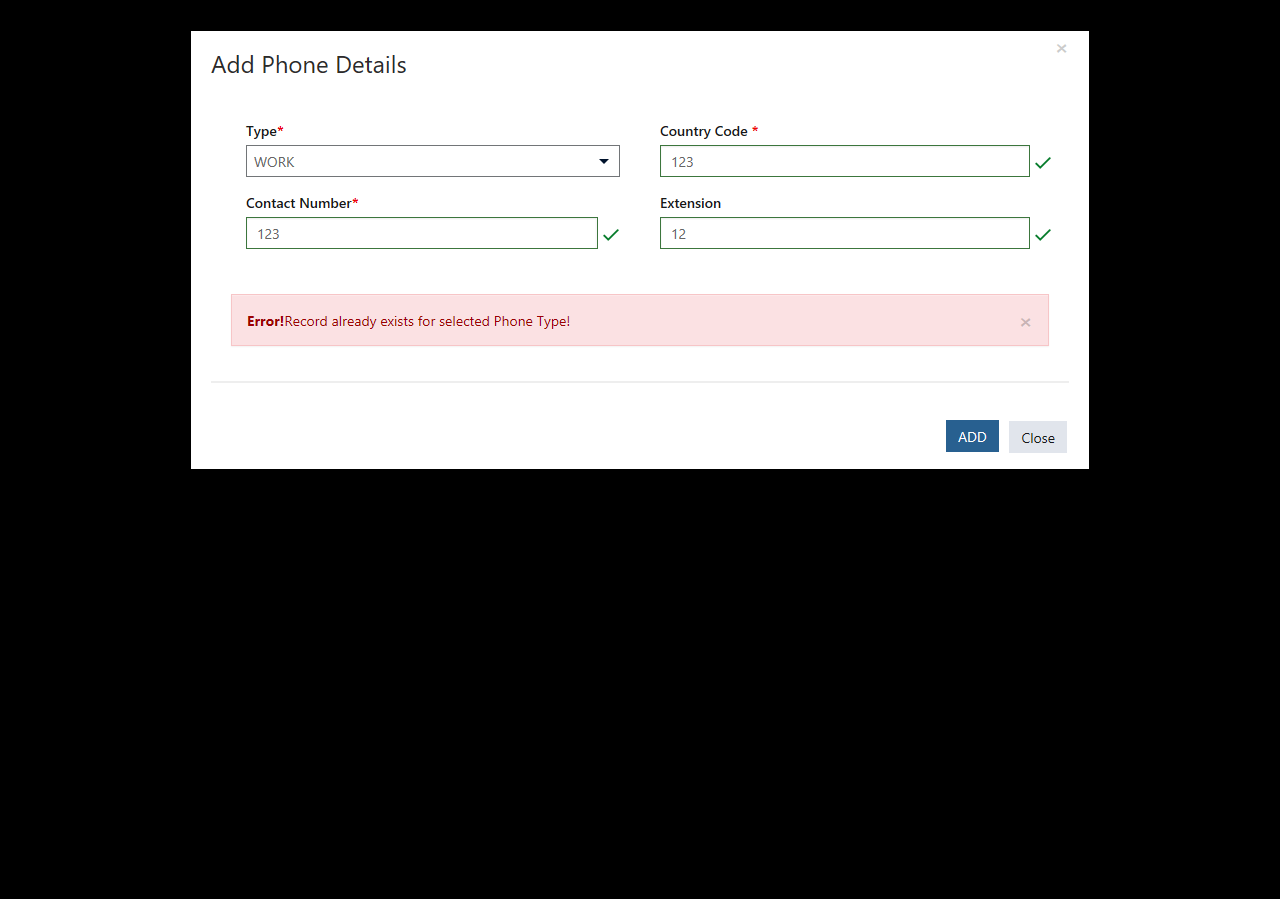 Add Phone Details
×
Type*
Country Code *
WORK
123
Contact Number*
Extension
123
12
Error!Record already exists for selected Phone Type!
×
ADD
Close